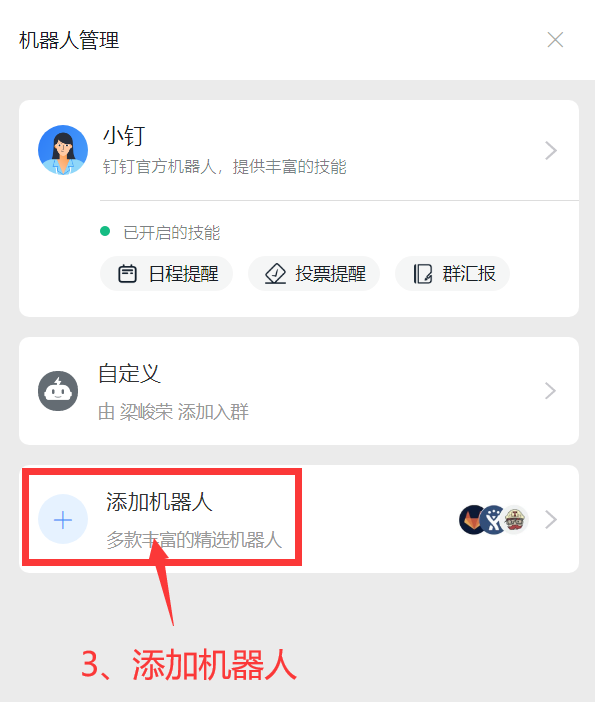 机器人管理
小钉
钉钉官方机器人，提供丰富的技能
已开启的技能
日程提醒 投票提醒 群汇报
自定义
由 梁峻荣 添加入群
添加机器人
多款丰富的精选机器人
3、添加机器人